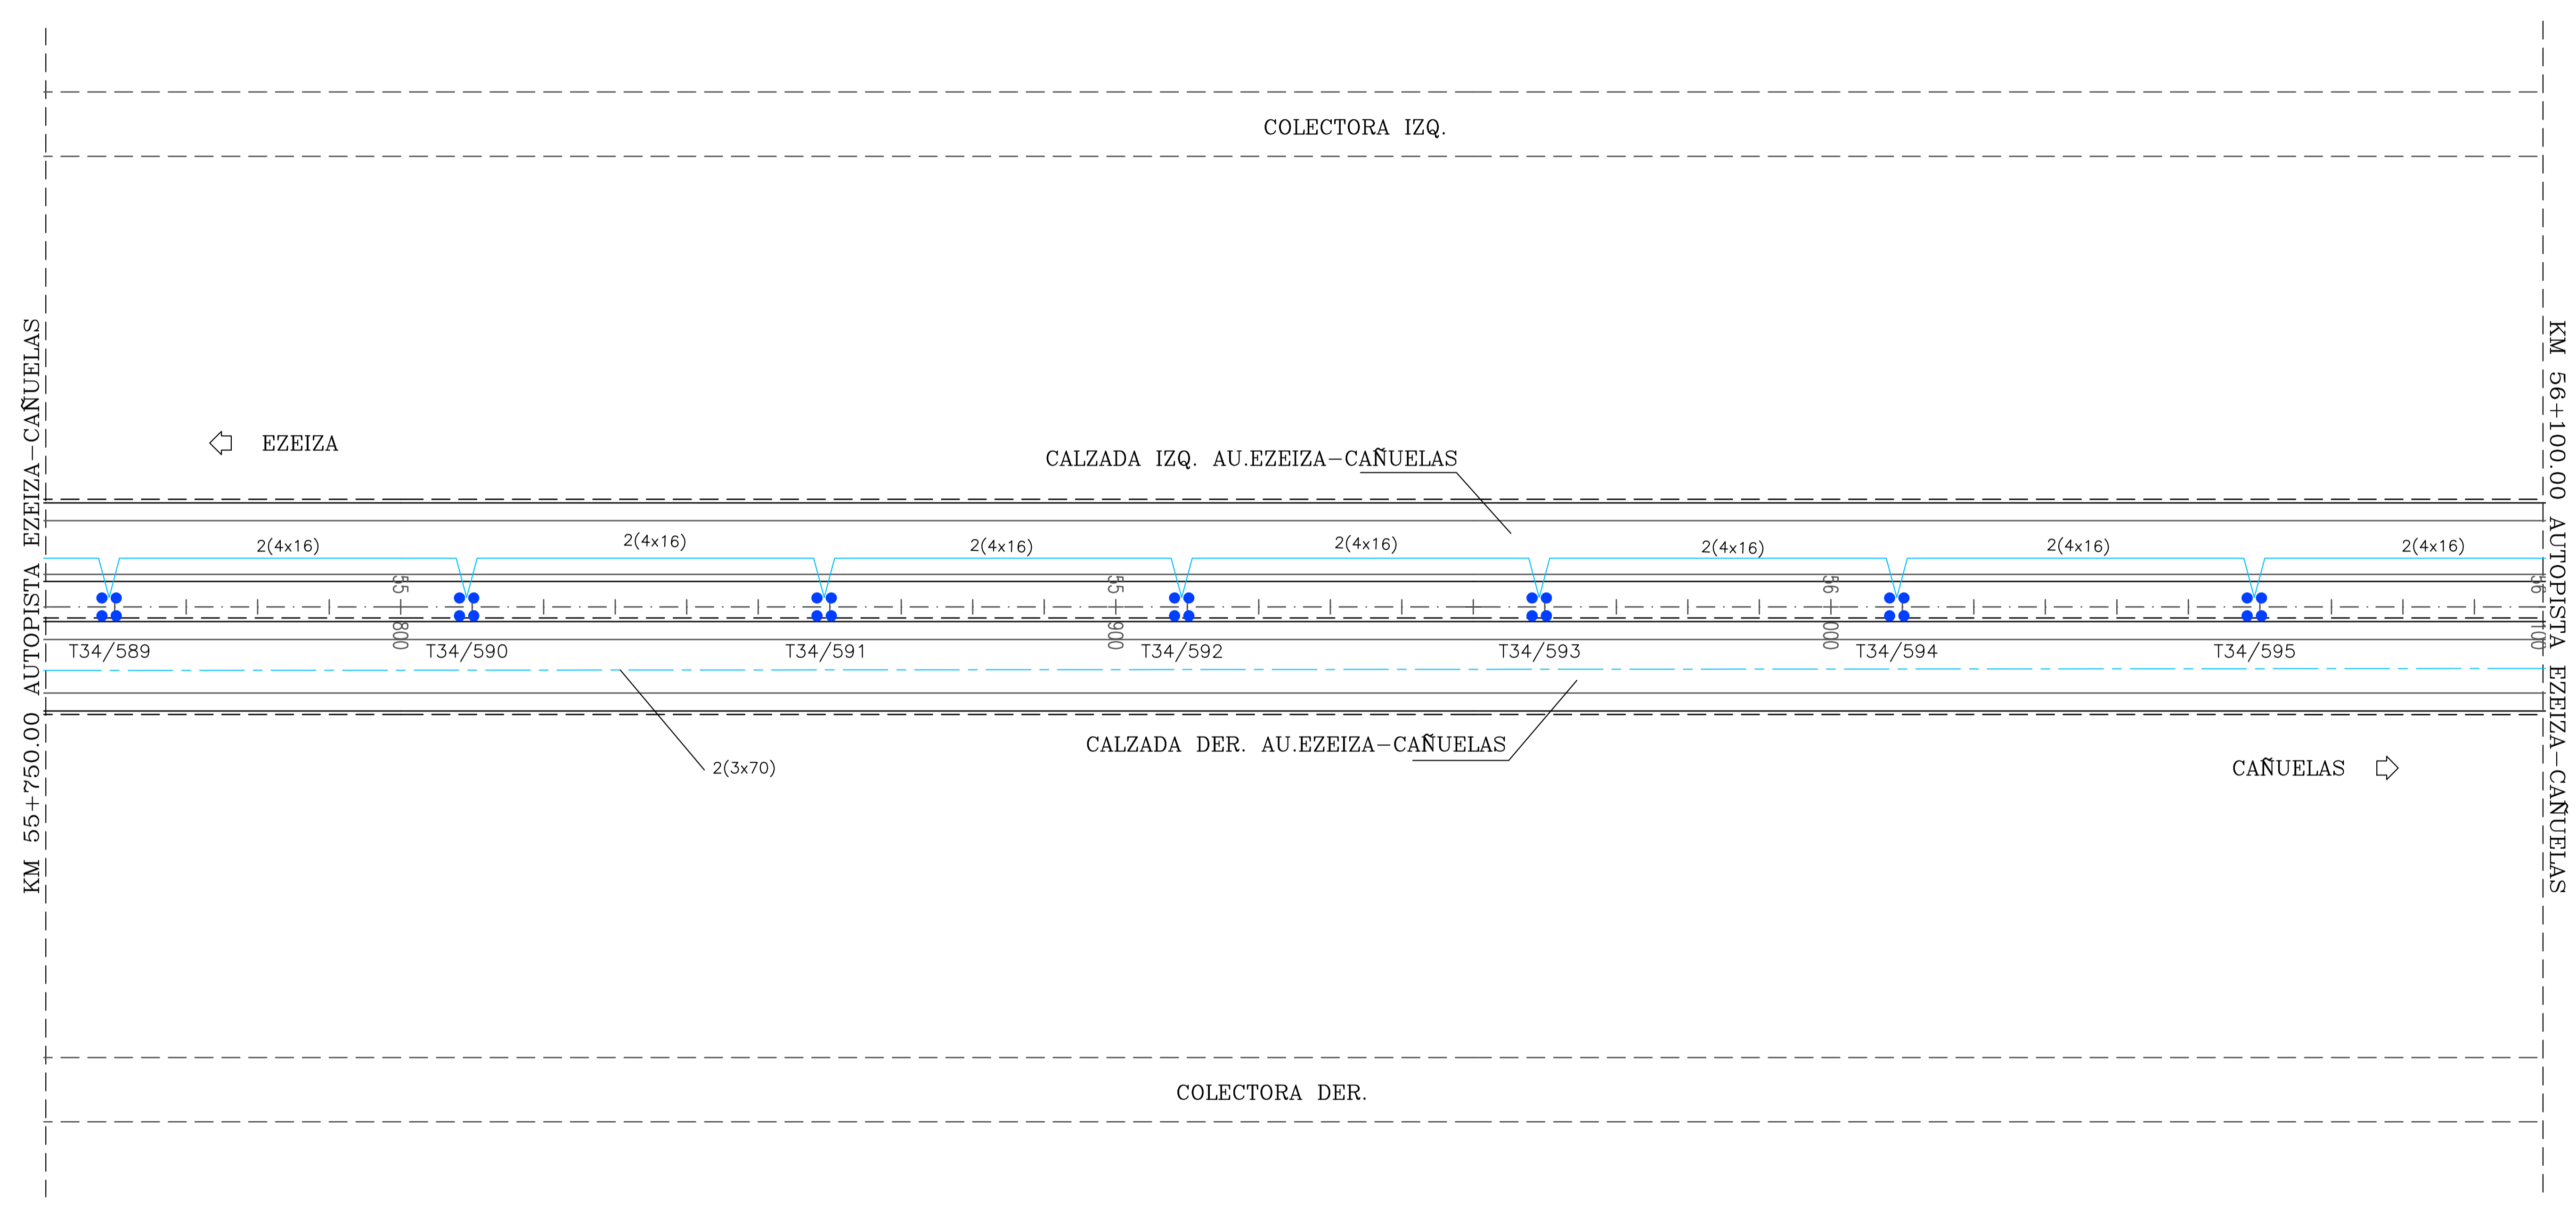 COLECTORA IZQ.
KM 55+750.00 AUTOPISTA EZEIZA-CAÑUELAS
KM 56+100.00 AUTOPISTA EZEIZA-CAÑUELAS
EZEIZA
CALZADA IZQ. AU.EZEIZA-CAÑUELAS
2(4x16)
2(4x16)
2(4x16)
2(4x16)
2(4x16)
2(4x16)
2(4x16)
55 800
55 900
56 000
56 100
T34/589
T34/590
T34/591
T34/592
T34/593
T34/594
T34/595
CALZADA DER. AU.EZEIZA-CAÑUELAS
2(3x70)
CAÑUELAS
COLECTORA DER.